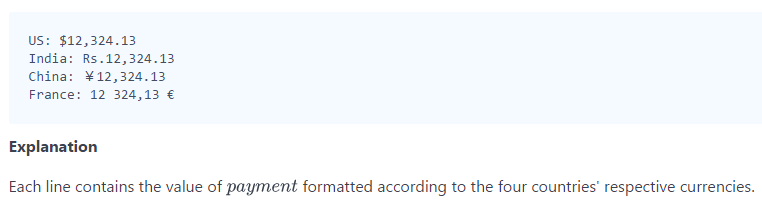 US: $12,324.13
India: Rs.12,324.13
China: ￥12,324.13
France: 12 324,13 €
Explanation
Each line contains the value of payment formatted according to the four countries' respective currencies.